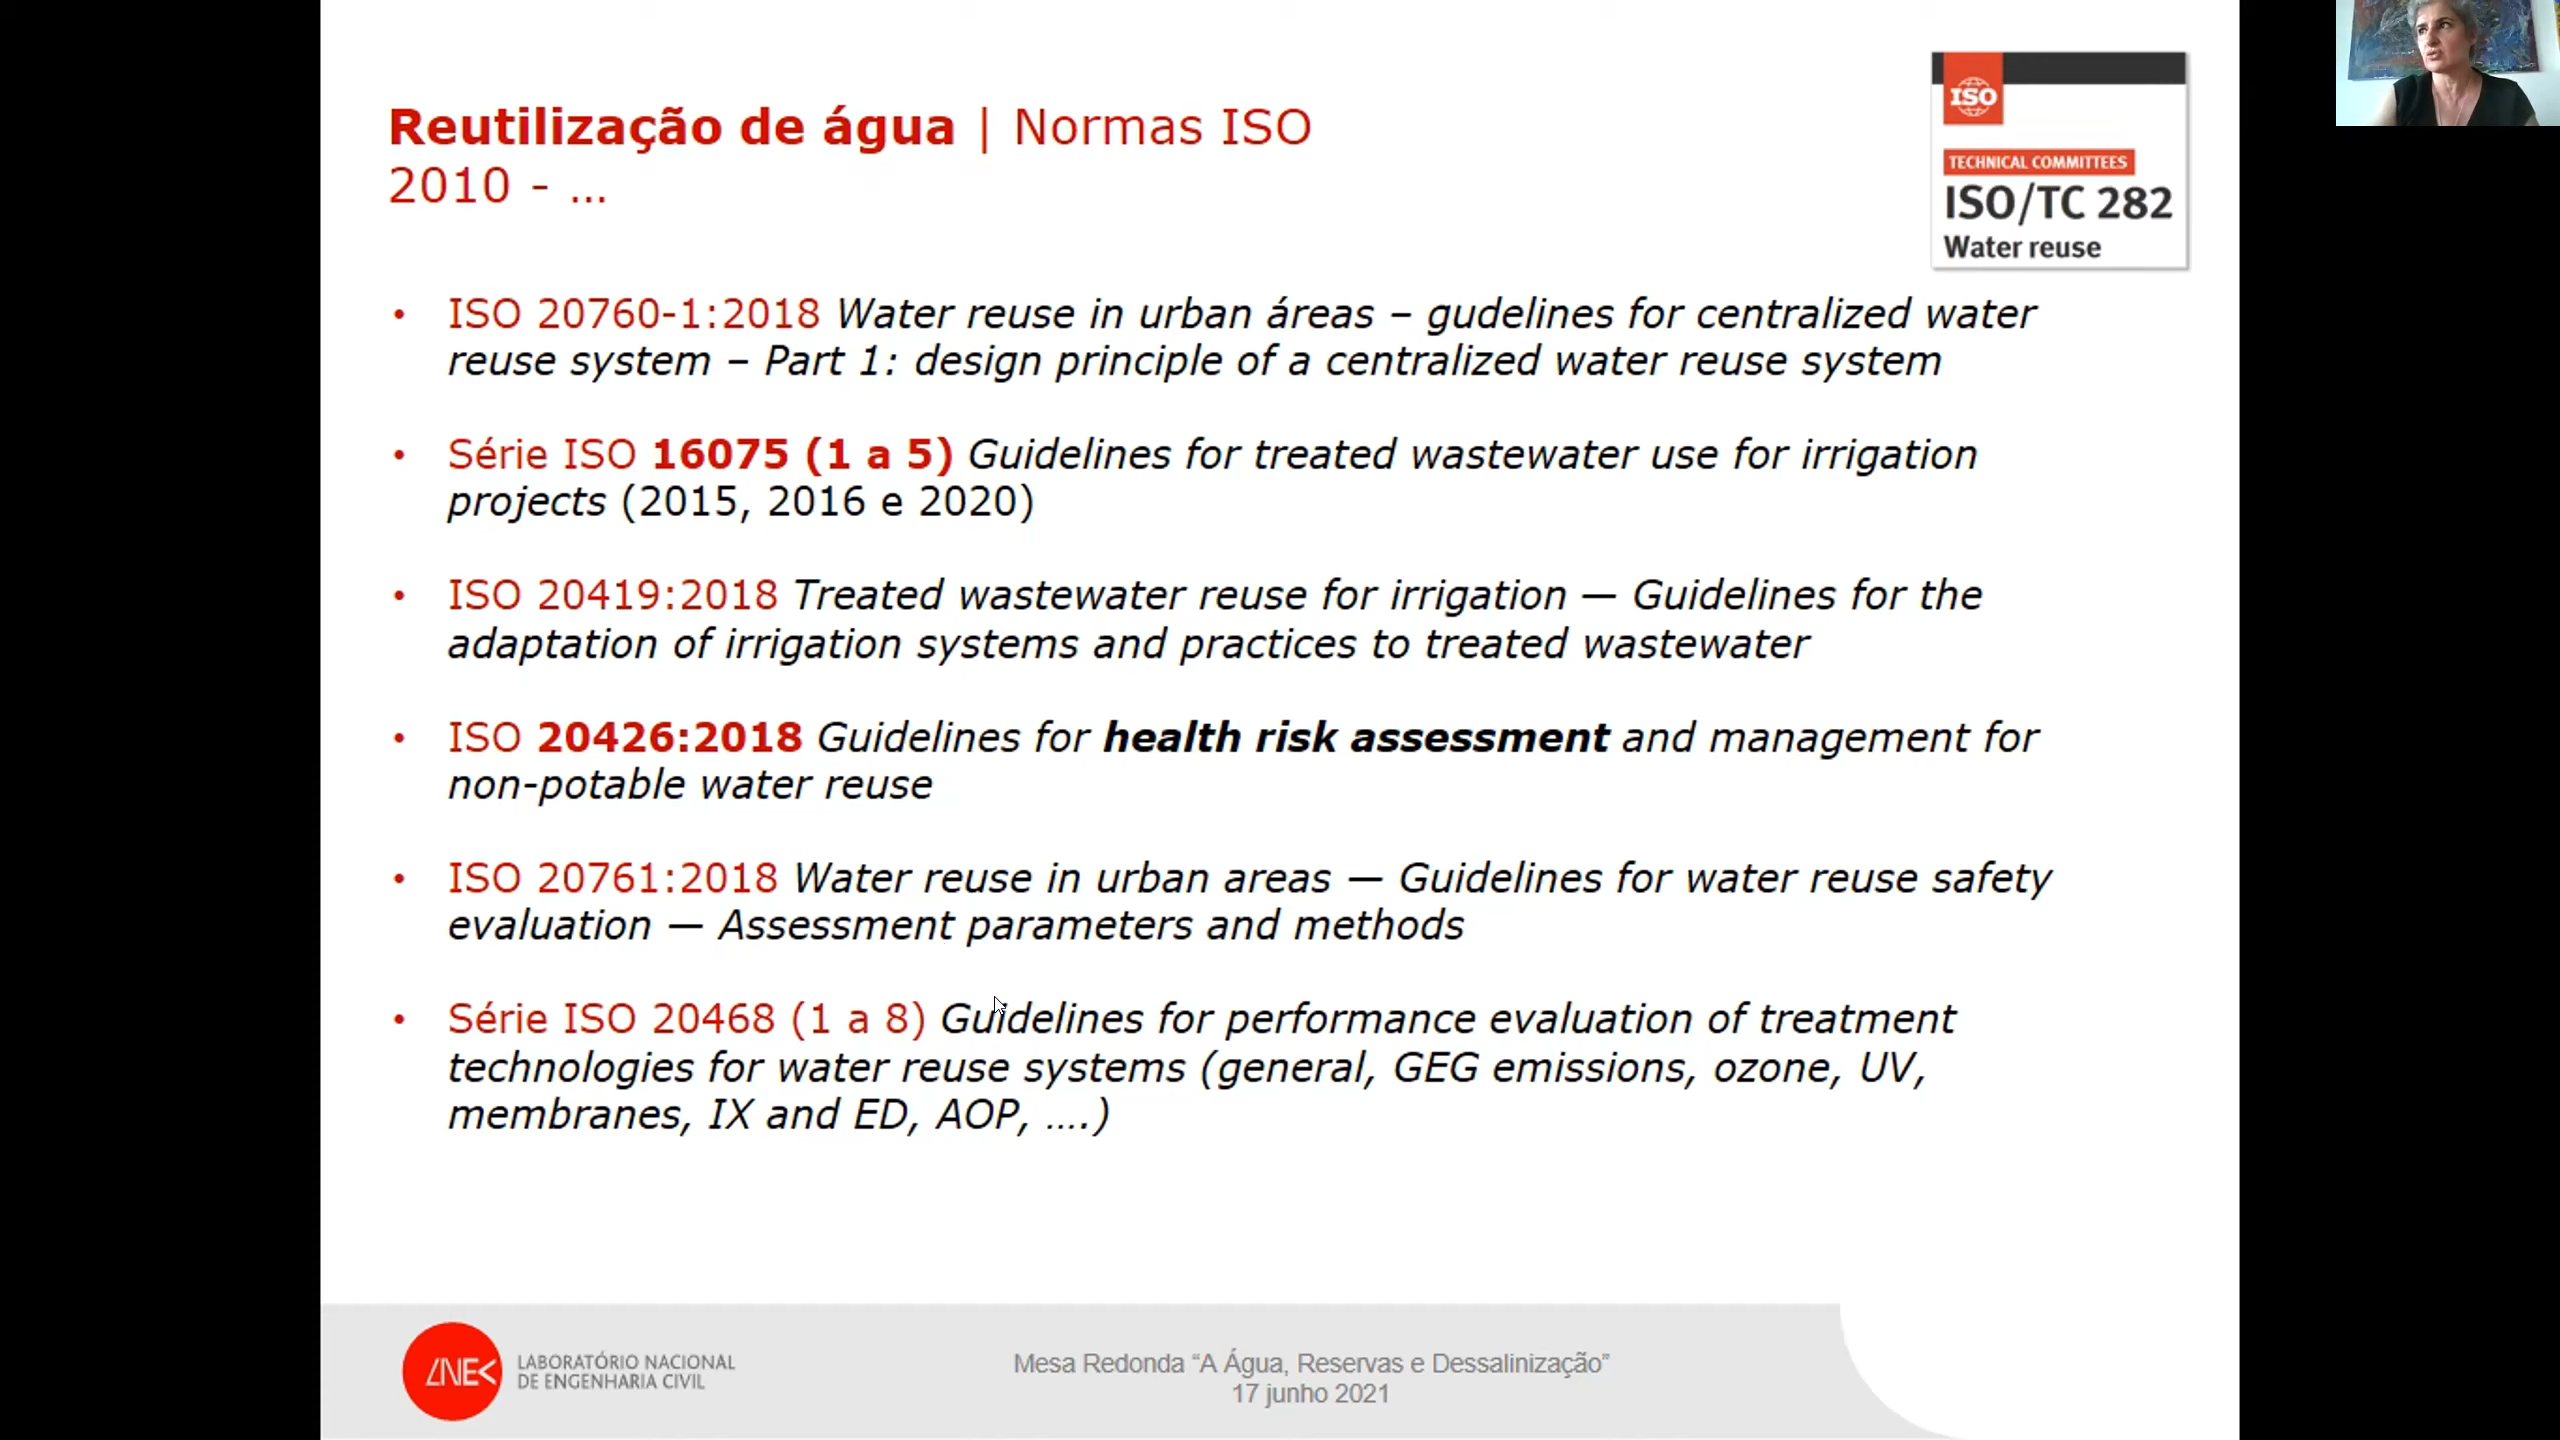 Reutilização de água | Normas ISO
2010 - ...
ISO
TECHNICAL COMMITTEES
ISO/TC 282
Water reuse
• ISO 20760-1:2018 Water reuse in urban áreas – gudelines for centralized water
reuse system – Part 1: design principle of a centralized water reuse system
• Série ISO 16075 (1 a 5) Guidelines for treated wastewater use for irrigation
projects (2015, 2016 e 2020)
• ISO 20419:2018 Treated wastewater reuse for irrigation — Guidelines for the
adaptation of irrigation systems and practices to treated wastewater
• ISO 20426:2018 Guidelines for health risk assessment and management for
non-potable water reuse
• ISO 20761:2018 Water reuse in urban areas — Guidelines for water reuse safety
evaluation — Assessment parameters and methods
• Série ISO 20468 (1 a 8) Guidelines for performance evaluation of treatment
technologies for water reuse systems (general, GEG emissions, ozone, UV,
membranes, IX and ED, AOP, ....)
LNEC
LABORATÓRIO NACIONAL
DE ENGENHARIA CIVIL
Mesa Redonda “A Água, Reservas e Dessalinização”
17 junho 2021